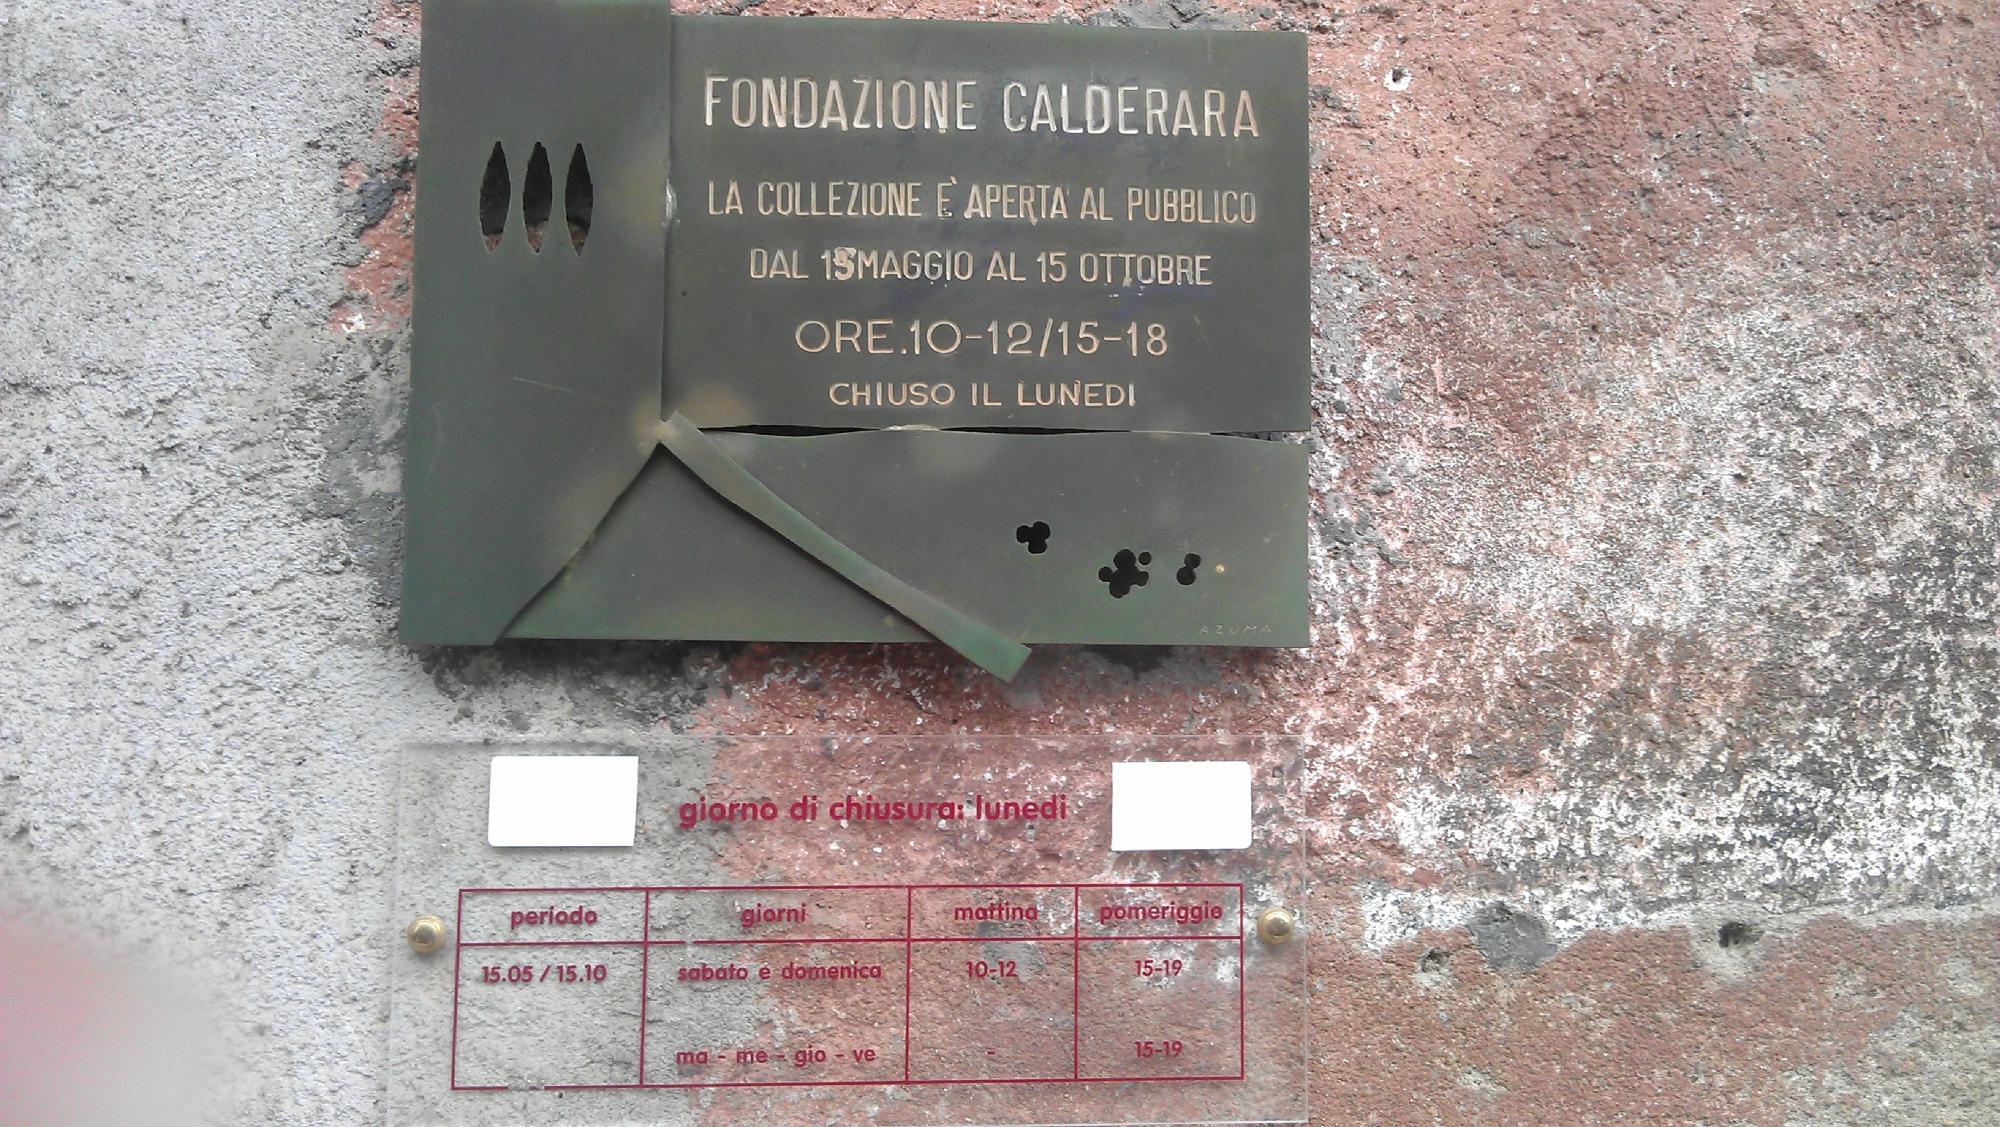 FONDAZIONE CALDERARA
LA COLLEZIONE È APERTA AL PUBBLICO
DAL 15 MAGGIO AL 15 OTTOBRE
ORE.10-12/15-18
CHIUSO IL LUNEDI
AZUMA
giorno di chiusura: lunedi
periodo giorni mattina pomeriggio
15.05 / 15.10 sabato e domenica 10-12 15-19
ma - me - gio - ve - 15-19